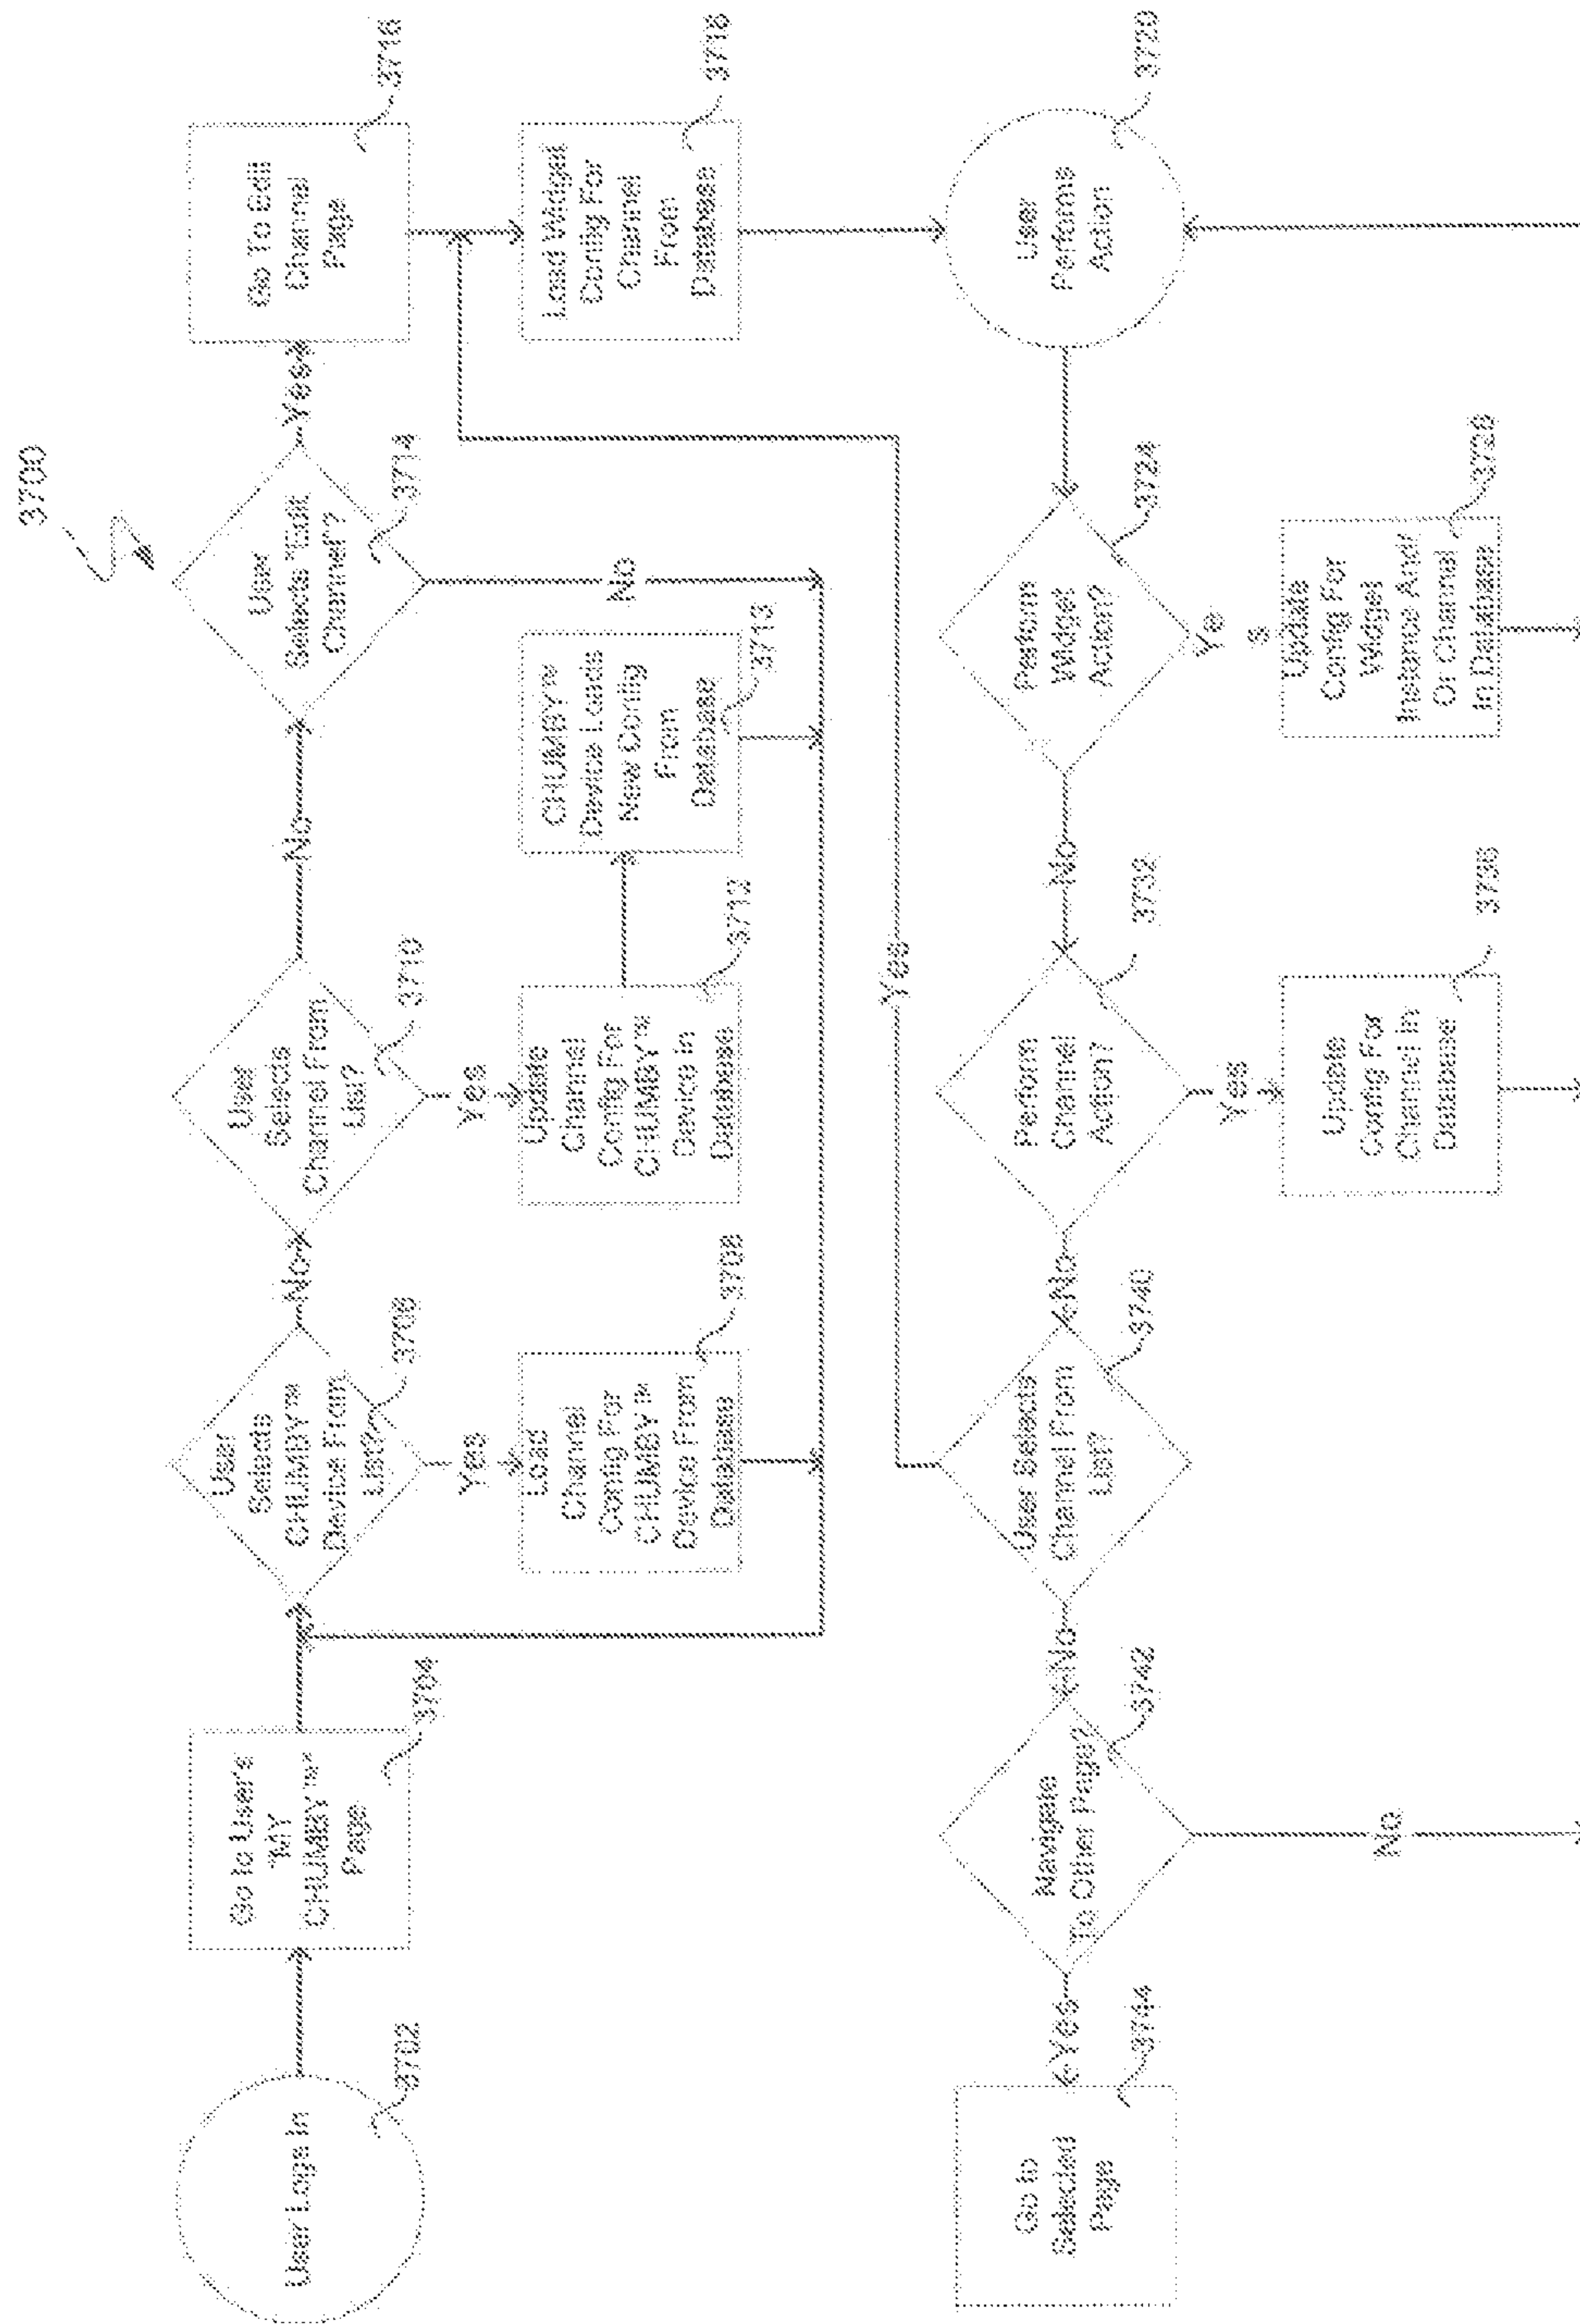 3700
User Logs In
3702
Go to User's
"MY
CHUMBY™"
Page
3704
User
Selects
CHUMBY™
Device From
List?
3706
No
Yes
Load
Channel
Config For
CHUMBY™
Device From
Database
3708
User
Selects
Channel From
List?
3710
No
Yes
Update
Channel
Config For
CHUMBY™
Device In
Database
3712
CHUMBY™
Device Loads
New Config
From
Database
3713
User
Selects "Edit
Channel"?
3714
No
Yes
Go To Edit
Channel
Page
3716
Load Widget
Config For
Channel
From
Database
3718
User
Performs
Action
3720
Perform
Widget
Action?
3724
Ye
s
Update
Config For
Widget
Instance And/
Or Channel
In Database
3728
No
Perform
Channel
Action?
3732
Yes
Update
Config For
Channel In
Database
3736
No
User Selects
Channel From
List?
3740
Yes
No
Navigate
To Other Page?
3742
No
Yes
Go to
Selected
Page
3744